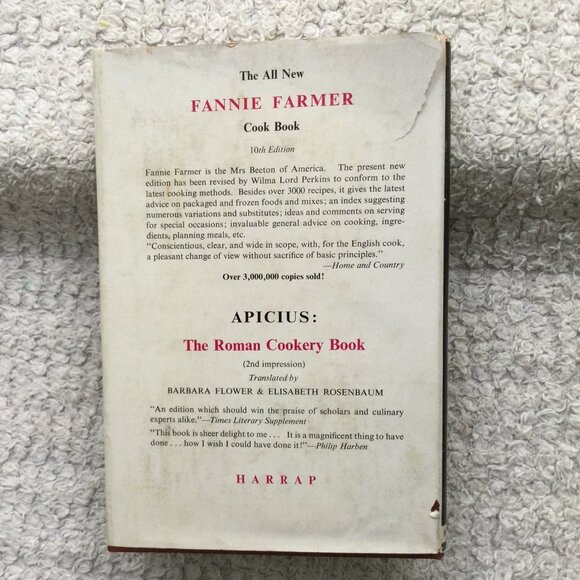 The All New
FANNIE FARMER
Cook Book
10th Edition
Fannie Farmer is the Mrs Beeton of America. The present new
edition has been revised by Wilma Lord Perkins to conform to the
latest cooking methods. Besides over 3000 recipes, it gives the latest
advice on packaged and frozen foods and mixes; an index suggesting
numerous variations and substitutes; ideas and comments on serving
for special occasions; invaluable general advice on cooking, ingre-
dients, planning meals, etc.
“Conscientious, clear, and wide in scope, with, for the English cook,
a pleasant change of view without sacrifice of basic principles.”
—Home and Country
Over 3,000,000 copies sold!
APICIUS:
The Roman Cookery Book
(2nd impression)
Translated by
BARBARA FLOWER & ELISABETH ROSENBAUM
“An edition which should win the praise of scholars and culinary
experts alike.”—Times Literary Supplement
“This book is sheer delight to me . . . It is a magnificent thing to have
done . . . how I wish I could have done it!”—Philip Harben
HARRAP